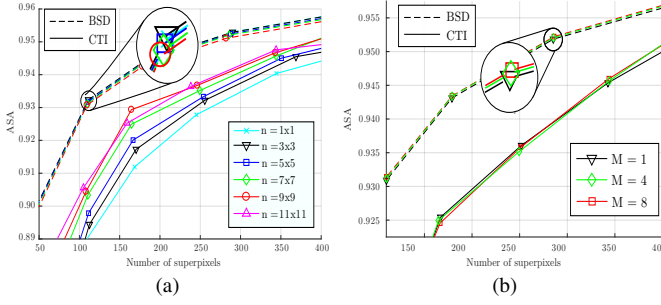 0.96
0.95
0.94
0.93
0.92
0.91
0.90
0.89
ASA
BSD
CTI
n = 1x1
n = 3x3
n = 5x5
n = 7x7
n = 9x9
n = 11x11
50 100 150 200 250 300 350 400
Number of superpixels
(a)
0.955
0.950
0.945
0.940
0.935
0.930
0.925
ASA
BSD
CTI
M = 1
M = 4
M = 8
150 200 250 300 350 400
Number of superpixels
(b)